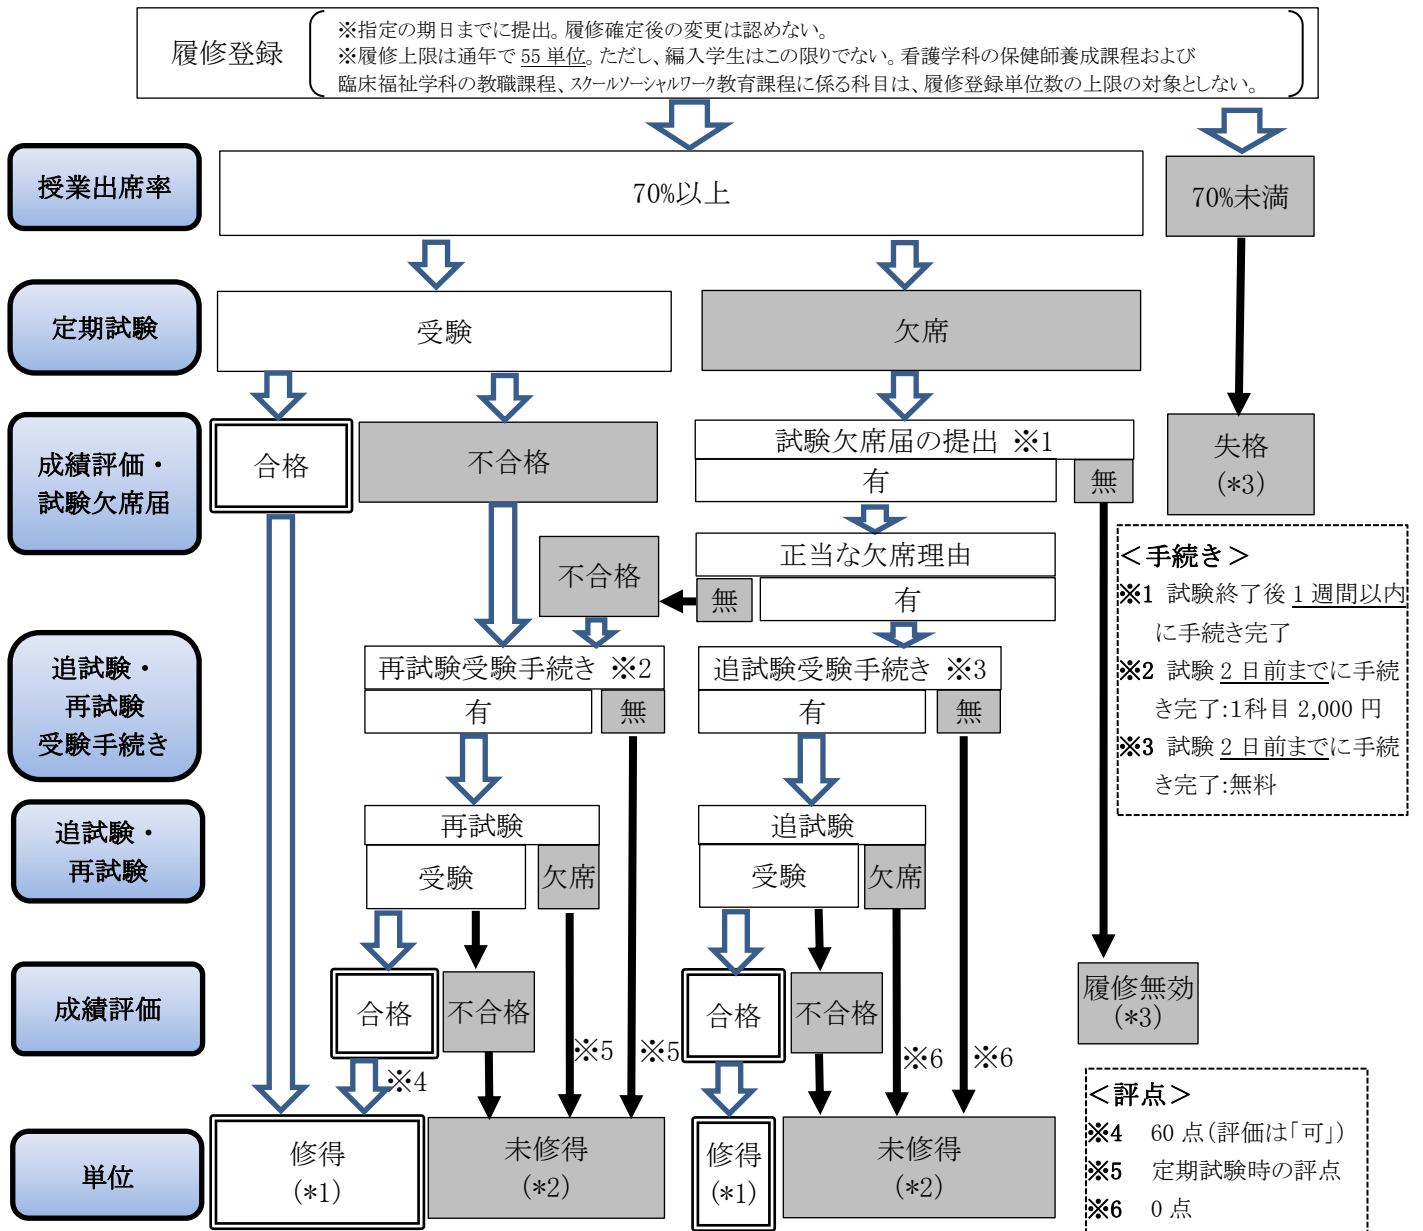 履修登録
※指定の期日までに提出。履修確定後の変更は認めない。
※履修上限は通年で 55 単位。ただし、編入学生はこの限りでない。看護学科の保健師養成課程および
臨床福祉学科の教職課程、スクールソーシャルワーク教育課程に係る科目は、履修登録単位数の上限の対象としない。
授業出席率
70%以上
70%未満
定期試験
受験
欠席
成績評価・
試験欠席届
合格
不合格
試験欠席届の提出 ※1
有
無
失格
(*3)
正当な欠席理由
無
有
不合格
<手続き>
※1 試験終了後 1 週間以内
に手続き完了
※2 試験 2 日前までに手続
き完了:1科目 2,000 円
※3 試験 2 日前までに手続
き完了:無料
追試験・
再試験
受験手続き
再試験受験手続き ※2
有
無
追試験受験手続き ※3
有
無
追試験・
再試験
再試験
受験
欠席
追試験
受験
欠席
成績評価
合格
不合格
合格
不合格
履修無効
(*3)
※4
※5
※5
※6
※6
単位
修得
(*1)
未修得
(*2)
修得
(*1)
未修得
(*2)
<評点>
※4 60 点(評価は「可」)
※5 定期試験時の評点
※6 0 点